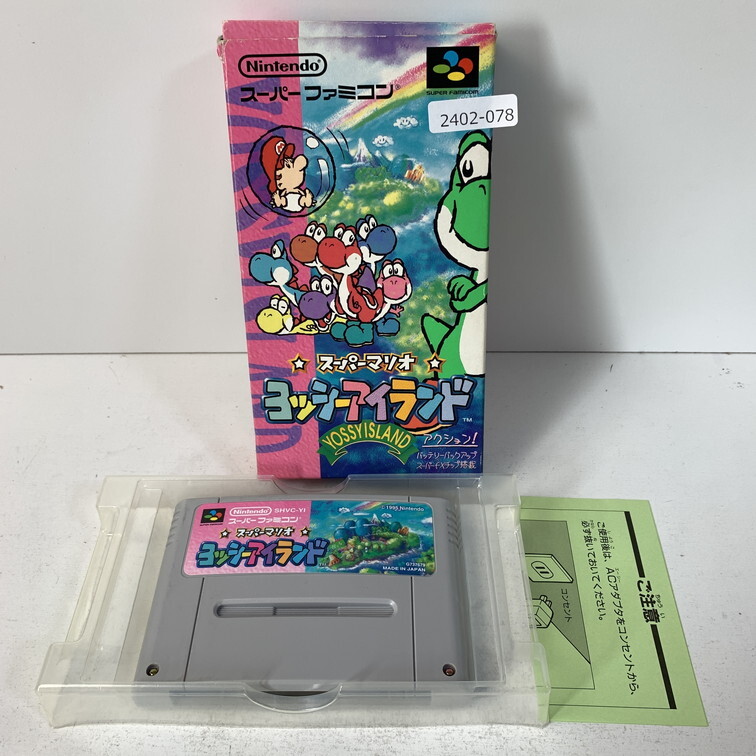 Nintendo
スーパーファミコン
SUPER FAMICOM
2402-078
スーパーマリオ
ヨッシーアイランド
TM
YOSSY ISLAND
アクション!
バッテリーバックアップ
スーパーFXチップ搭載
Nintendo SHVC-YI
©1995 Nintendo
スーパーファミコン
スーパーマリオ
ヨッシーアイランド
MADE IN JAPAN
ご注意
ご使用後は、ACアダプタをコンセントから、
必ず抜いておいてください。
コンセント